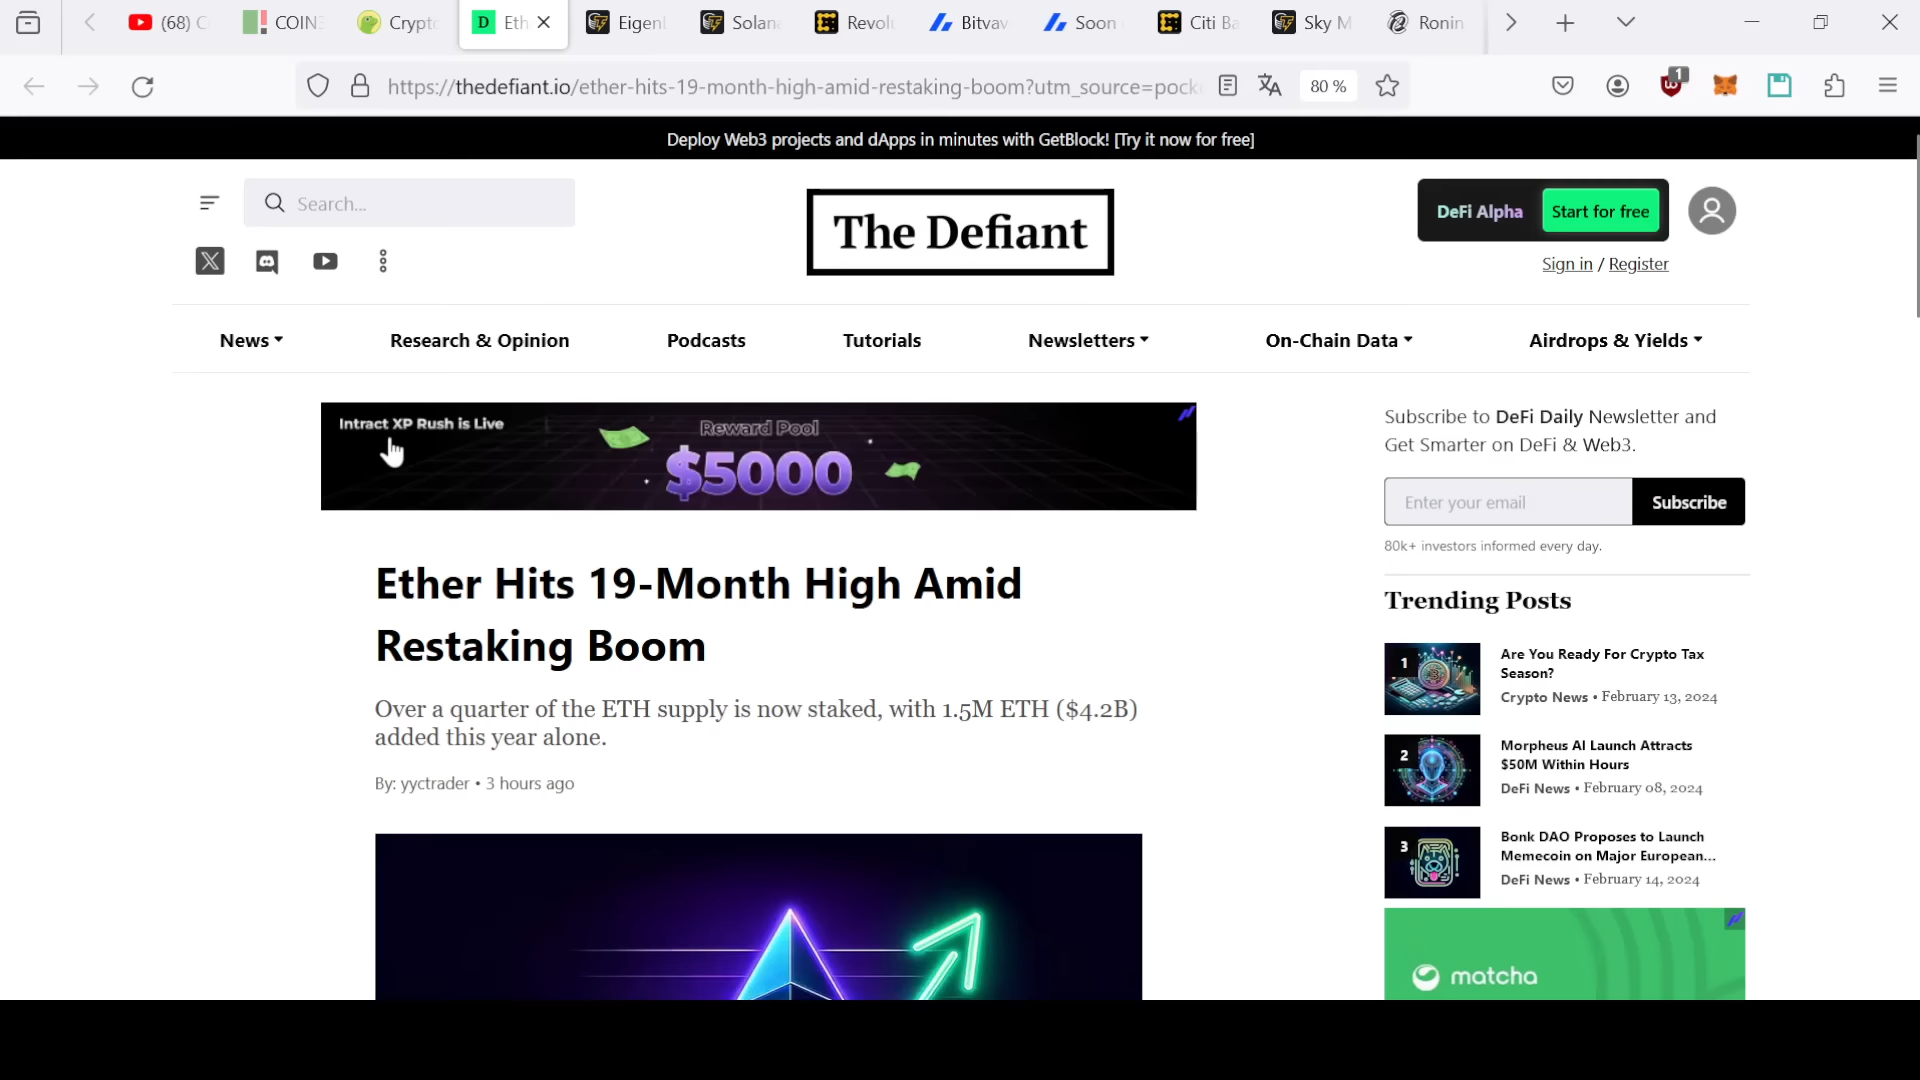 (68) C
COIN
Crypto
D
Eth
Eigen
Solana
Revol
Bitvav
Soon
Citi Ba
Sky M
Ronin
https://thedefiant.io/ether-hits-19-month-high-amid-restaking-boom?utm_source=pock
80 %
1
Deploy Web3 projects and dApps in minutes with GetBlock! [Try it now for free]
Search...
The Defiant
DeFi Alpha
Start for free
Sign in / Register
News
Research & Opinion
Podcasts
Tutorials
Newsletters
On-Chain Data
Airdrops & Yields
Intract XP Rush is Live
Reward Pool
$5000
Subscribe to DeFi Daily Newsletter and
Get Smarter on DeFi & Web3.
Enter your email
Subscribe
80k+ investors informed every day.
Ether Hits 19-Month High Amid
Restaking Boom
Over a quarter of the ETH supply is now staked, with 1.5M ETH ($4.2B)
added this year alone.
By: yyctrader • 3 hours ago
Trending Posts
1
Are You Ready For Crypto Tax
Season?
Crypto News • February 13, 2024
2
Morpheus AI Launch Attracts
$50M Within Hours
DeFi News • February 08, 2024
3
Bonk DAO Proposes to Launch
Memecoin on Major European...
DeFi News • February 14, 2024
matcha